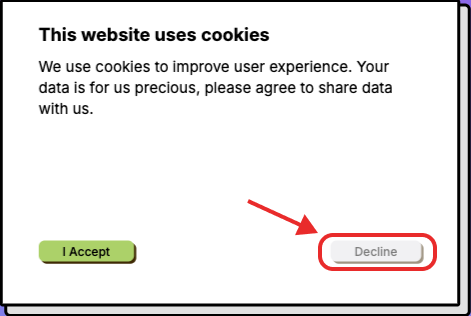 This website uses cookies
We use cookies to improve user experience. Your
data is for us precious, please agree to share data
with us.
I Accept
Decline